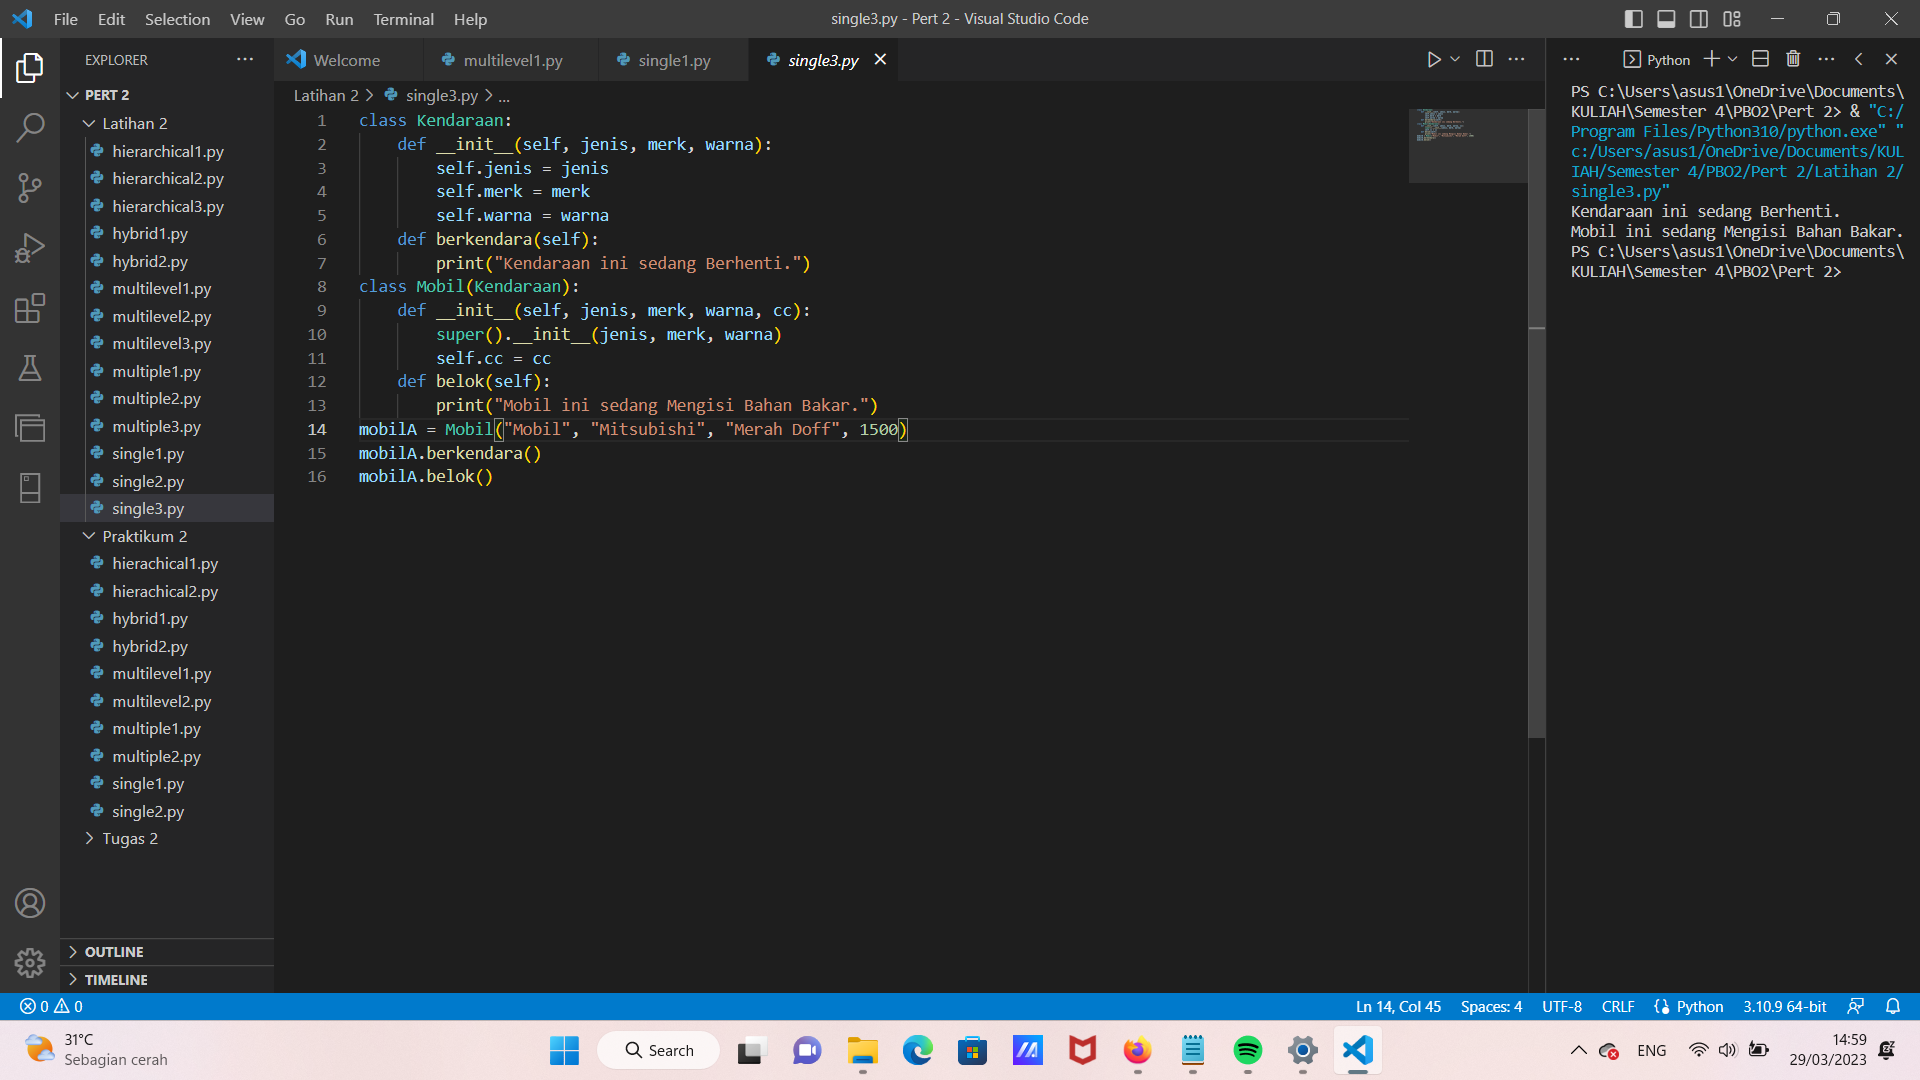 File Edit Selection View Go Run Terminal Help
single3.py - Pert 2 - Visual Studio Code
EXPLORER
PERT 2
Latihan 2
hierarchical1.py
hierarchical2.py
hierarchical3.py
hybrid1.py
hybrid2.py
multilevel1.py
multilevel2.py
multilevel3.py
multiple1.py
multiple2.py
multiple3.py
single1.py
single2.py
single3.py
Praktikum 2
hierachical1.py
hierachical2.py
hybrid1.py
hybrid2.py
multilevel1.py
multilevel2.py
multiple1.py
multiple2.py
single1.py
single2.py
Tugas 2
OUTLINE
TIMELINE
Welcome multilevel1.py single1.py single3.py
Latihan 2 > single3.py > ...
1 class Kendaraan:
2 def __init__(self, jenis, merk, warna):
3 self.jenis = jenis
4 self.merk = merk
5 self.warna = warna
6 def berkendara(self):
7 print("Kendaraan ini sedang Berhenti.")
8 class Mobil(Kendaraan):
9 def __init__(self, jenis, merk, warna, cc):
10 super().__init__(jenis, merk, warna)
11 self.cc = cc
12 def belok(self):
13 print("Mobil ini sedang Mengisi Bahan Bakar.")
14 mobilA = Mobil("Mobil", "Mitsubishi", "Merah Doff", 1500)
15 mobilA.berkendara()
16 mobilA.belok()
Python
PS C:\Users\asus1\OneDrive\Documents\
KULIAH\Semester 4\PBO2\Pert 2> & "C:/
Program Files/Python310/python.exe" "
c:/Users/asus1/OneDrive/Documents/KUL
IAH/Semester 4/PBO2/Pert 2/Latihan 2/
single3.py"
Kendaraan ini sedang Berhenti.
Mobil ini sedang Mengisi Bahan Bakar.
PS C:\Users\asus1\OneDrive\Documents\
KULIAH\Semester 4\PBO2\Pert 2>
0 0
Ln 14, Col 45 Spaces: 4 UTF-8 CRLF Python 3.10.9 64-bit
31°C
Sebagian cerah
Search
ENG
14:59
29/03/2023